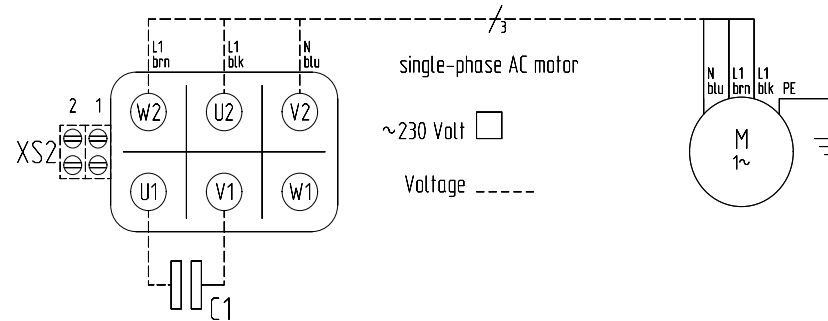 3
L1 L1 N
brn blk blu
single-phase AC motor
N L1 L1
blu brn blk PE
2 1
W2 U2 V2
~230 Volt
XS2
M
1~
U1 V1 W1
Voltage
C1